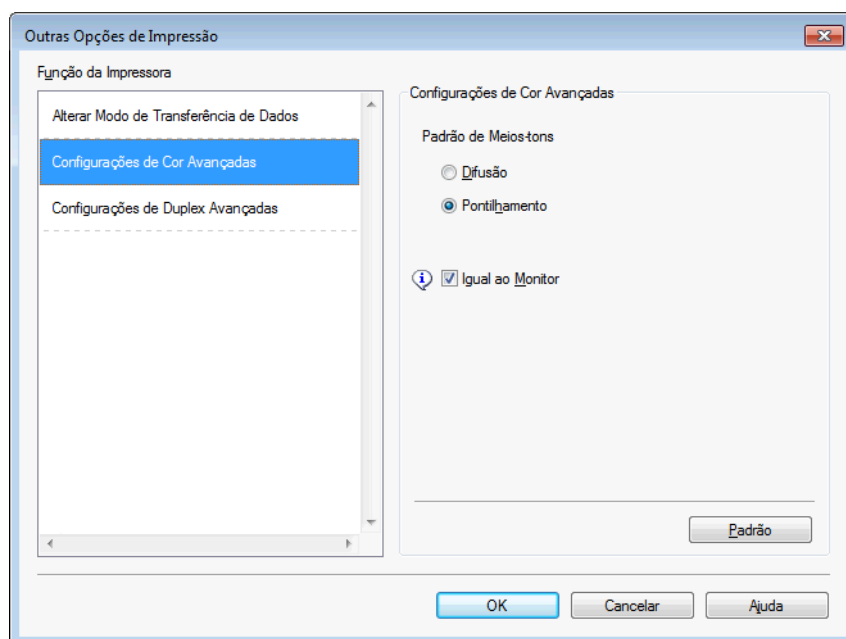 Outras Opções de Impressão
Função da Impressora
Alterar Modo de Transferência de Dados
Configurações de Cor Avançadas
Configurações de Duplex Avançadas
Configurações de Cor Avançadas
Padrão de Meios-tons
Difusão
Pontilhamento
Igual ao Monitor
Padrão
OK
Cancelar
Ajuda